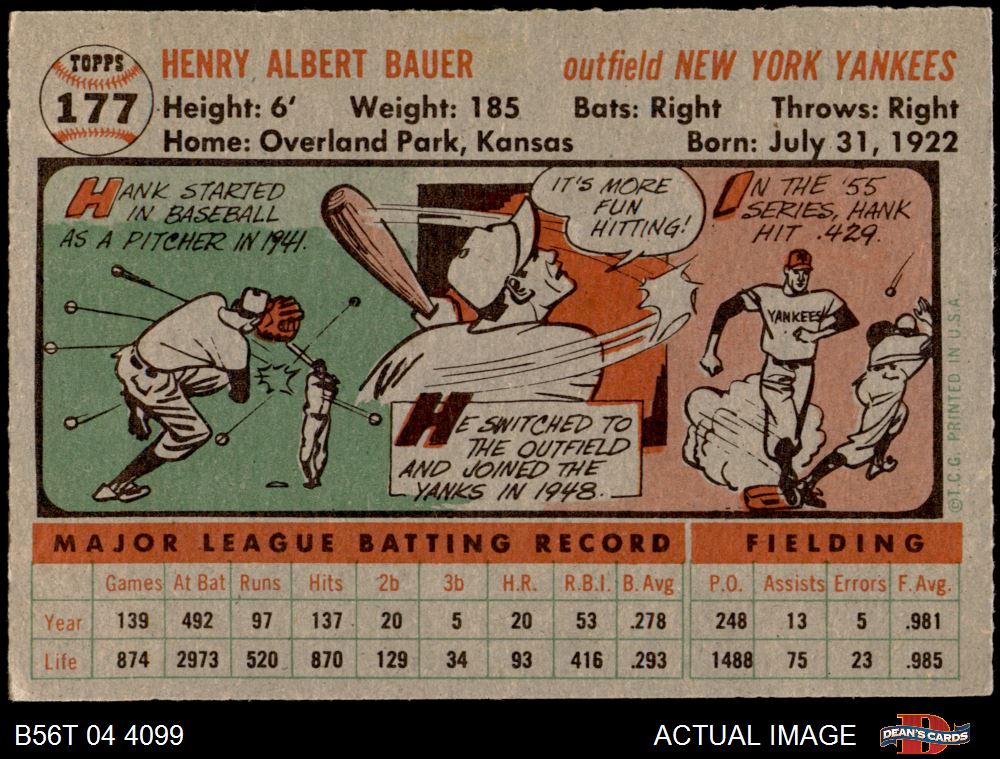 TOPPS
177
HENRY ALBERT BAUER outfield NEW YORK YANKEES
Height: 6' Weight: 185 Bats: Right Throws: Right
Home: Overland Park, Kansas Born: July 31, 1922
HANK STARTED
IN BASEBALL
AS A PITCHER IN 1941.
IT'S MORE
FUN
HITTING!
HE SWITCHED TO
THE OUTFIELD
AND JOINED THE
YANKS IN 1948.
IN THE '55
SERIES, HANK
HIT .429.
YANKEES
©T.C.G. PRINTED IN U.S.A.
MAJOR LEAGUE BATTING RECORD FIELDING
Games At Bat Runs Hits 2b 3b H.R. R.B.I. B. Avg P.O. Assists Errors F. Avg.
Year 139 492 97 137 20 5 20 53 .278 248 13 5 .981
Life 874 2973 520 870 129 34 93 416 .293 1488 75 23 .985
B56T 04 4099 ACTUAL IMAGE
D
DEAN'S CARDS